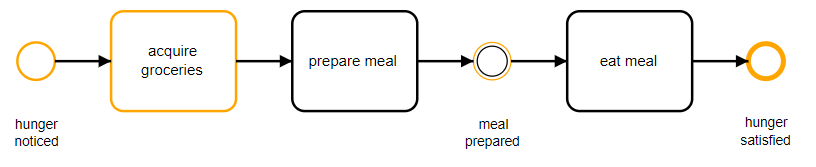 acquire
groceries
prepare meal
eat meal
hunger
noticed
meal
prepared
hunger
satisfied